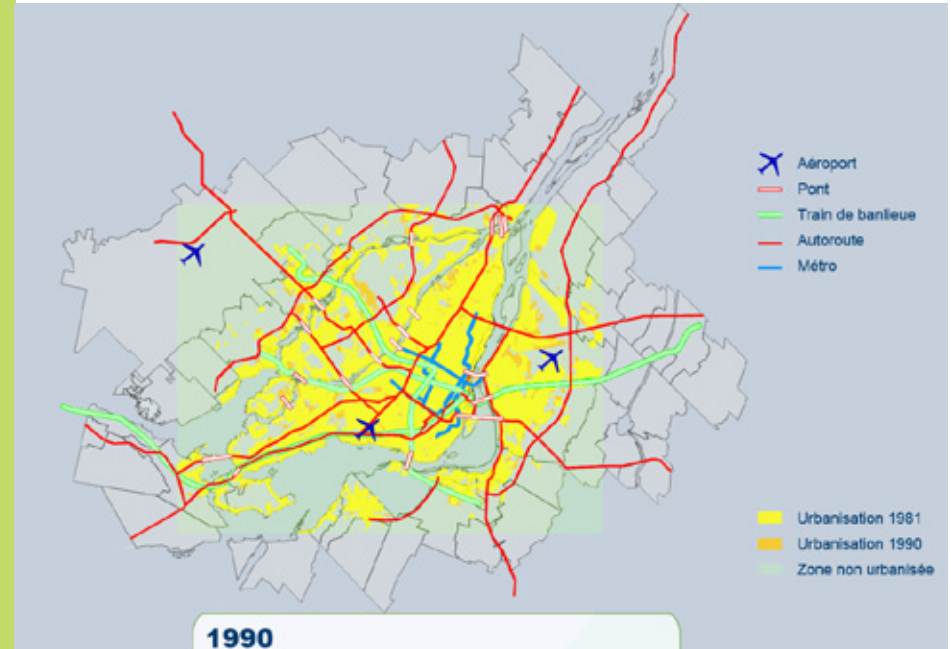 Aéroport
Pont
Train de banlieue
Autoroute
Métro
Urbanisation 1981
Urbanisation 1990
Zone non urbanisée
1990